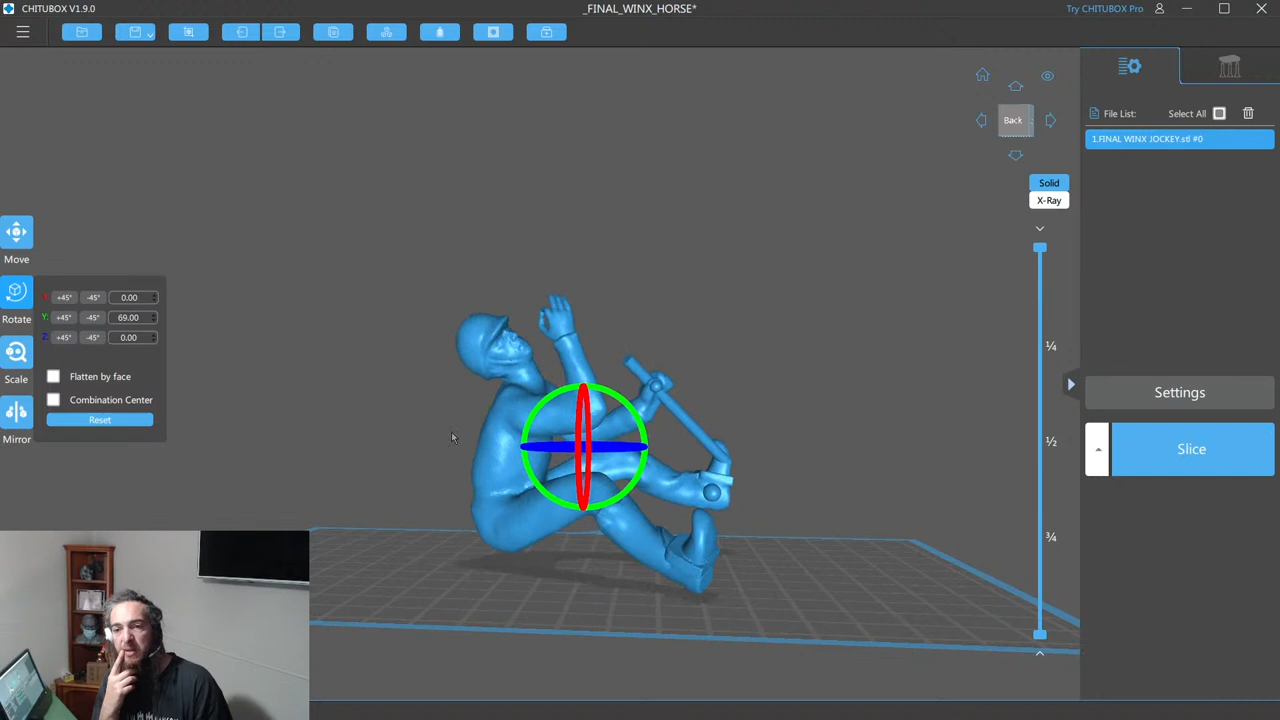 CHITUBOX V1.9.0
_FINAL_WINX_HORSE*
Try CHITUBOX Pro
Back
File List:
Select All
1.FINAL WINX JOCKEY.stl #0
Solid
X-Ray
Move
Rotate
Scale
Mirror
X: +45° -45° 0.00
Y: +45° -45° 69.00
Z: +45° -45° 0.00
Flatten by face
Combination Center
Reset
¼
½
¾
Settings
Slice